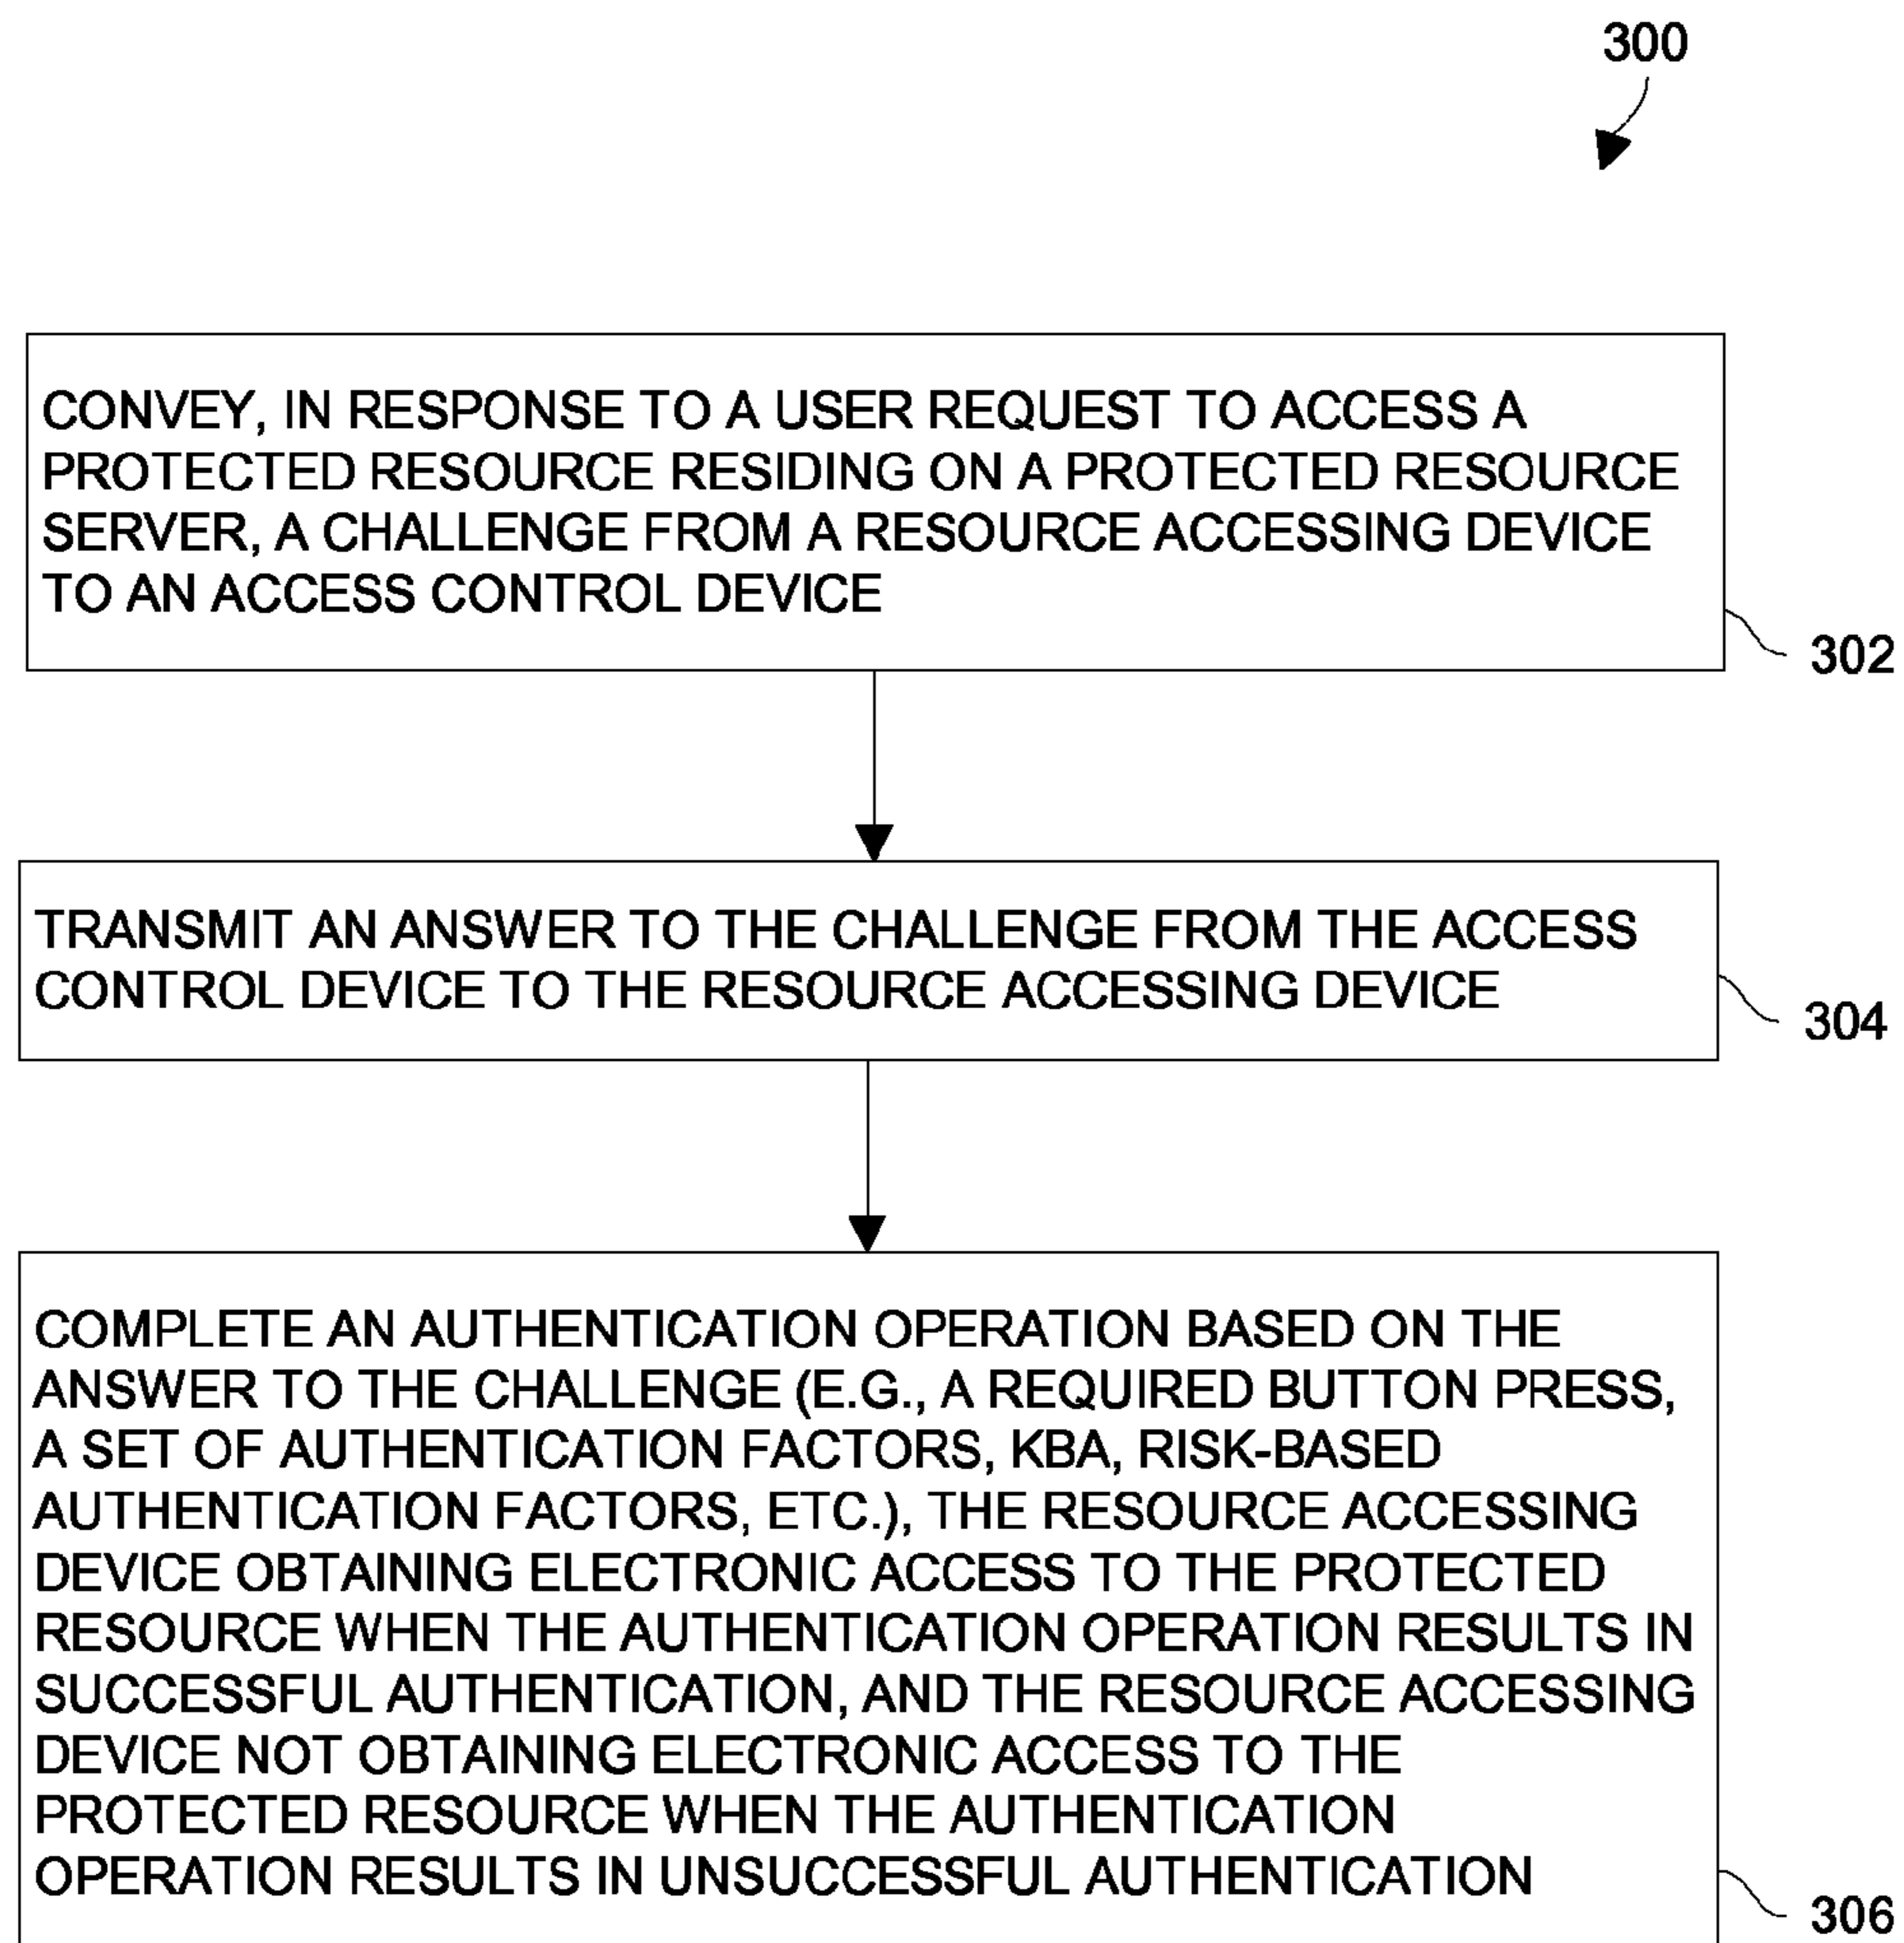 300
CONVEY, IN RESPONSE TO A USER REQUEST TO ACCESS A
PROTECTED RESOURCE RESIDING ON A PROTECTED RESOURCE
SERVER, A CHALLENGE FROM A RESOURCE ACCESSING DEVICE
TO AN ACCESS CONTROL DEVICE
302
TRANSMIT AN ANSWER TO THE CHALLENGE FROM THE ACCESS
CONTROL DEVICE TO THE RESOURCE ACCESSING DEVICE
304
COMPLETE AN AUTHENTICATION OPERATION BASED ON THE
ANSWER TO THE CHALLENGE (E.G., A REQUIRED BUTTON PRESS,
A SET OF AUTHENTICATION FACTORS, KBA, RISK-BASED
AUTHENTICATION FACTORS, ETC.), THE RESOURCE ACCESSING
DEVICE OBTAINING ELECTRONIC ACCESS TO THE PROTECTED
RESOURCE WHEN THE AUTHENTICATION OPERATION RESULTS IN
SUCCESSFUL AUTHENTICATION, AND THE RESOURCE ACCESSING
DEVICE NOT OBTAINING ELECTRONIC ACCESS TO THE
PROTECTED RESOURCE WHEN THE AUTHENTICATION
OPERATION RESULTS IN UNSUCCESSFUL AUTHENTICATION
306